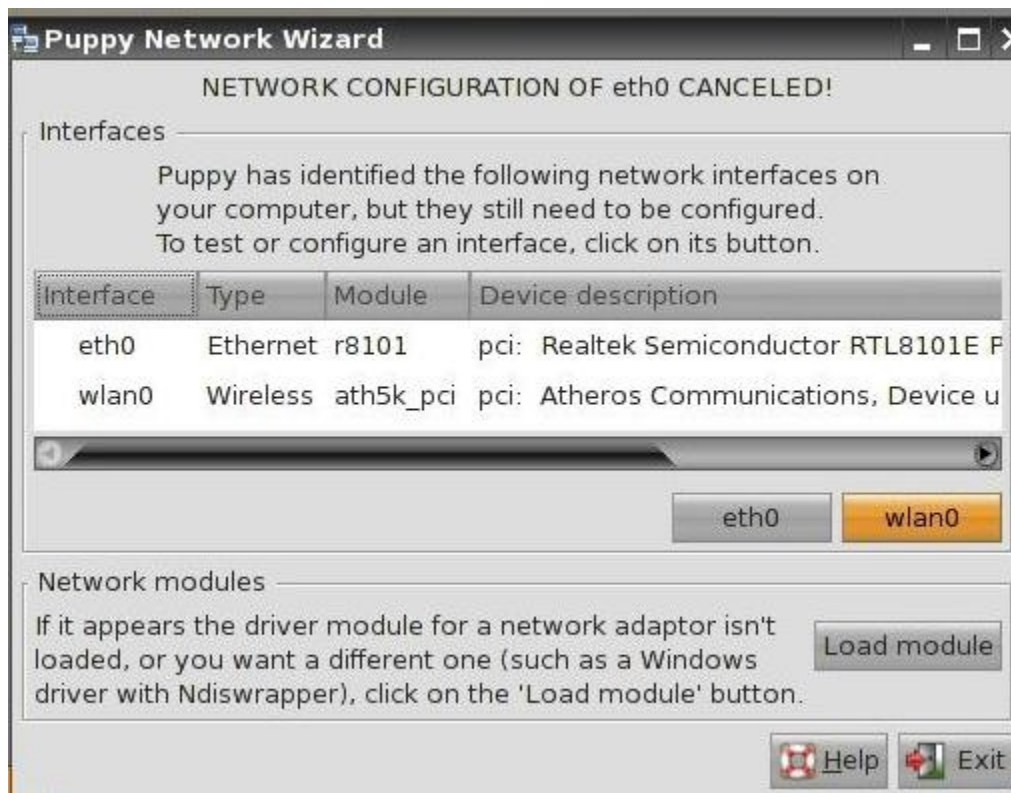 Puppy Network Wizard
NETWORK CONFIGURATION OF eth0 CANCELED!
Interfaces
Puppy has identified the following network interfaces on
your computer, but they still need to be configured.
To test or configure an interface, click on its button.
Interface Type Module Device description
eth0 Ethernet r8101 pci: Realtek Semiconductor RTL8101E P
wlan0 Wireless ath5k_pci pci: Atheros Communications, Device u
eth0 wlan0
Network modules
If it appears the driver module for a network adaptor isn't
loaded, or you want a different one (such as a Windows
driver with Ndiswrapper), click on the 'Load module' button.
Load module
Help Exit